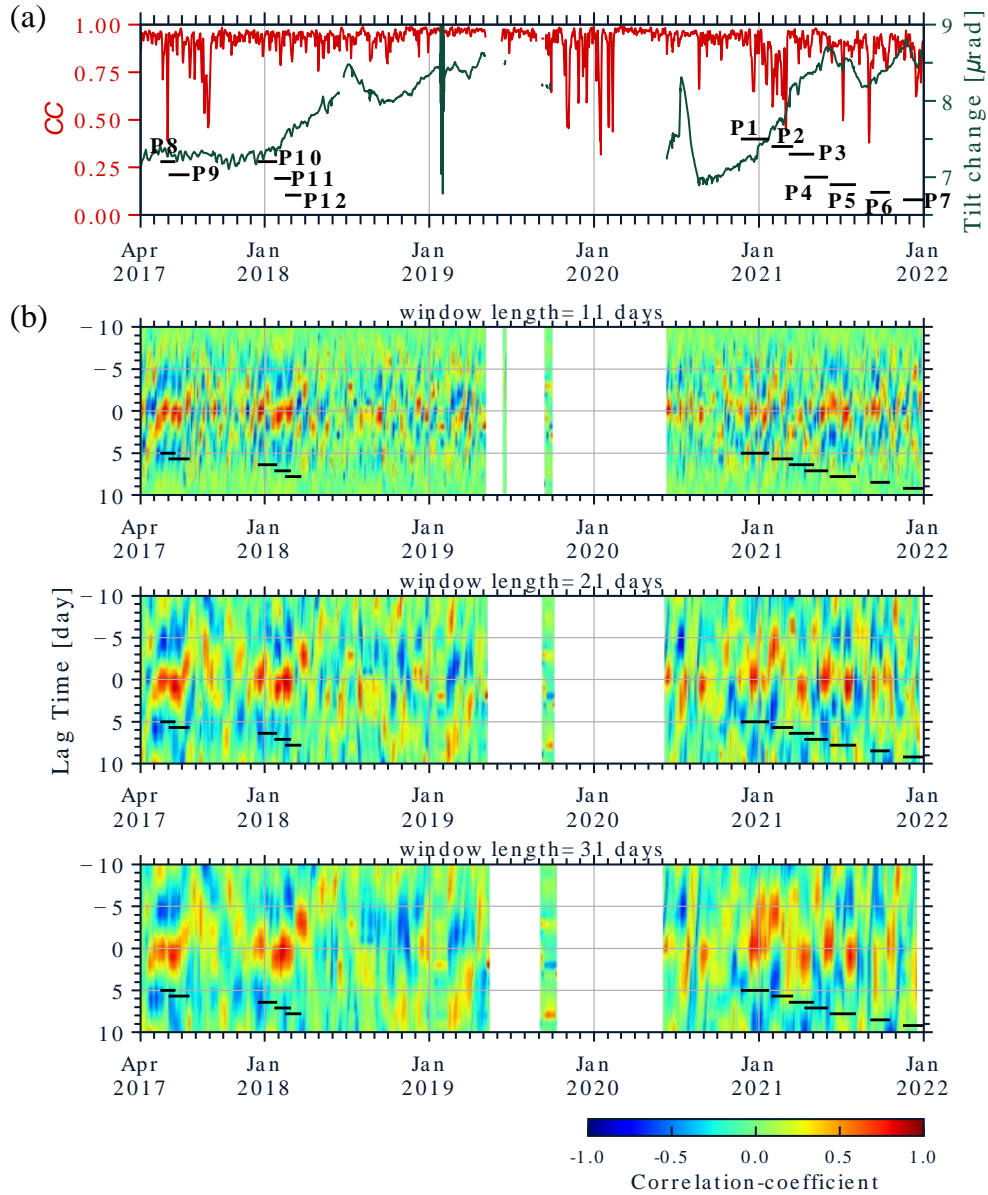 (a)
1.00
0.75
0.50
0.25
0.00
CC
9
8
7
Tilt change [μrad]
P1
P2
P3
P4
P5
P6
P7
P8
P9
P10
P11
P12
Apr 2017
Jan 2018
Jan 2019
Jan 2020
Jan 2021
Jan 2022
(b)
window length= 11 days
−10
−5
0
5
10
Apr 2017
Jan 2018
Jan 2019
Jan 2020
Jan 2021
Jan 2022
window length= 21 days
Lag Time [day]
−10
−5
0
5
10
Apr 2017
Jan 2018
Jan 2019
Jan 2020
Jan 2021
Jan 2022
window length= 31 days
−10
−5
0
5
10
Apr 2017
Jan 2018
Jan 2019
Jan 2020
Jan 2021
Jan 2022
-1.0 -0.5 0.0 0.5 1.0
Correlation-coefficient